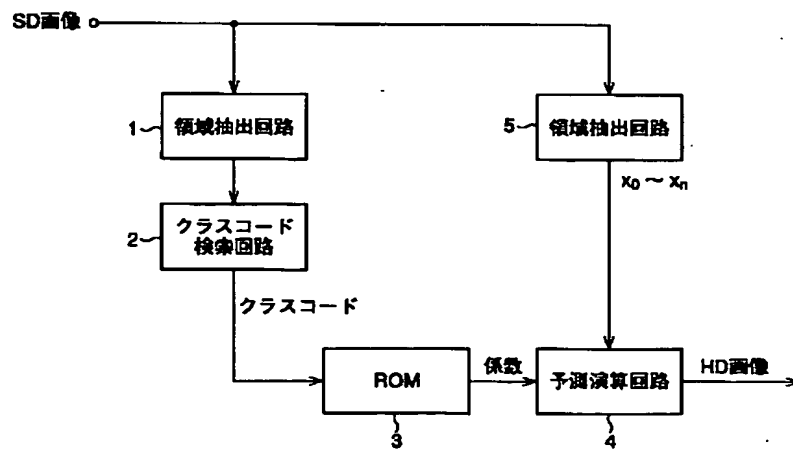 SD画像
1
領域抽出回路
5
領域抽出回路
x0 〜 xn
2
クラスコード
検索回路
クラスコード
ROM
3
係数
予測演算回路
4
HD画像